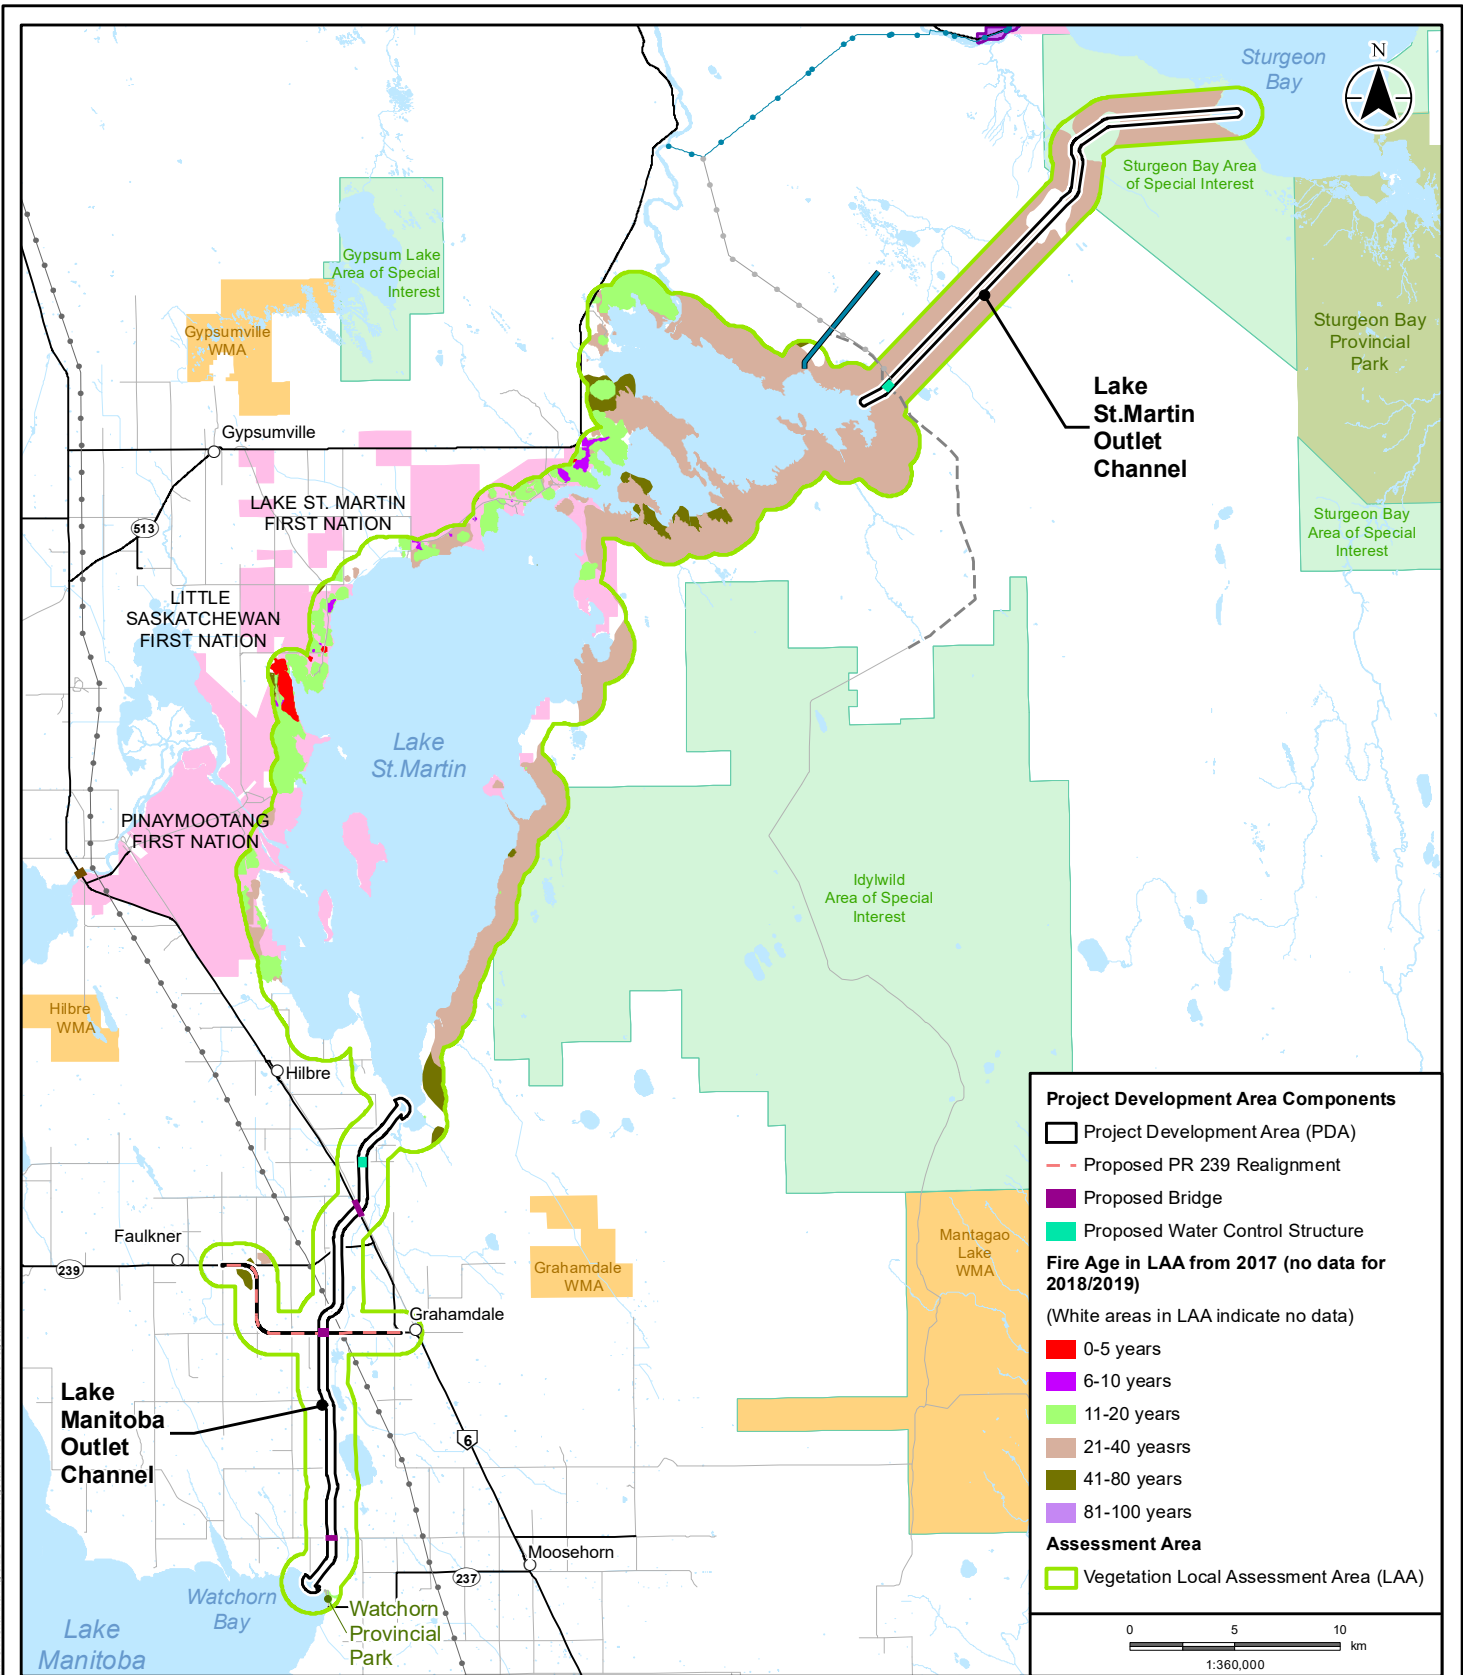 Sturgeon
Bay
N
Sturgeon Bay Area
of Special Interest
Gypsum Lake
Area of Special
Interest
Gypsumville
WMA
Sturgeon Bay
Provincial
Park
Lake
St.Martin
Outlet
Channel
Gypsumville
LAKE ST. MARTIN
FIRST NATION
513
Sturgeon Bay
Area of Special
Interest
LITTLE
SASKATCHEWAN
FIRST NATION
Lake
St.Martin
PINAYMOOTANG
FIRST NATION
Idylwild
Area of Special
Interest
Hilbre
WMA
Hilbre
Faulkner
239
Grahamdale
WMA
Mantagao
Lake
WMA
Grahamdale
Lake
Manitoba
Outlet
Channel
6
Moosehorn
237
Watchorn
Bay
Watchorn
Provincial
Park
Lake
Manitoba
Project Development Area Components
Project Development Area (PDA)
Proposed PR 239 Realignment
Proposed Bridge
Proposed Water Control Structure
Fire Age in LAA from 2017 (no data for
2018/2019)
(White areas in LAA indicate no data)
0-5 years
6-10 years
11-20 years
21-40 yeasrs
41-80 years
81-100 years
Assessment Area
Vegetation Local Assessment Area (LAA)
0 5 10
km
1:360,000